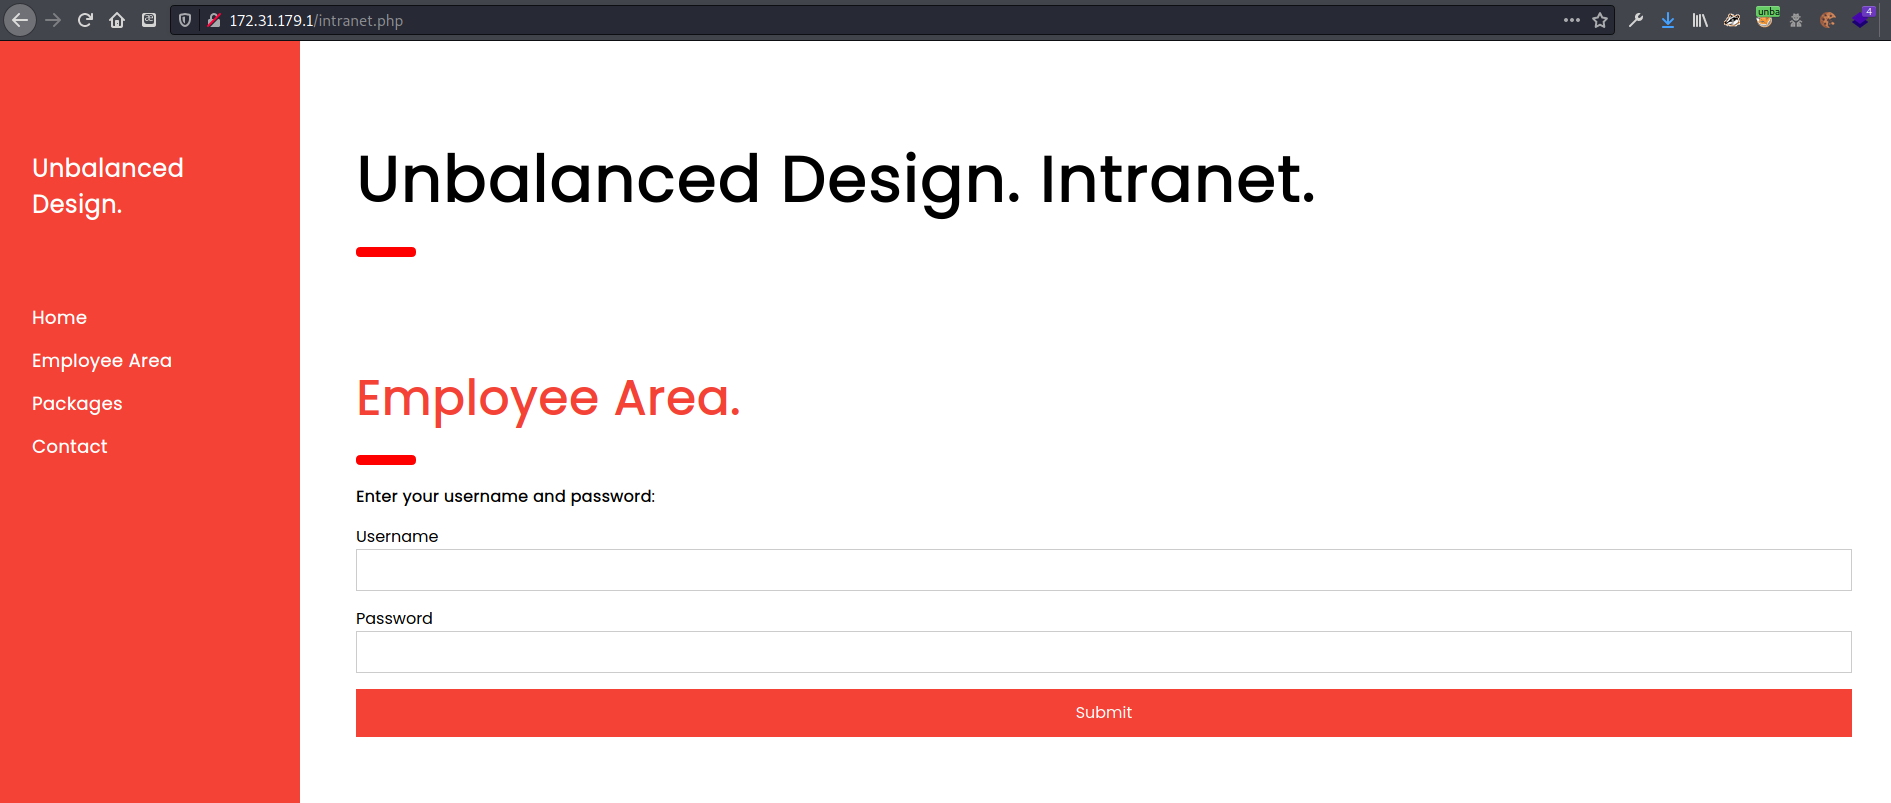 172.31.179.1/intranet.php
unba
4
Unbalanced
Design.
Home
Employee Area
Packages
Contact
Unbalanced Design. Intranet.
Employee Area.
Enter your username and password:
Username
Password
Submit